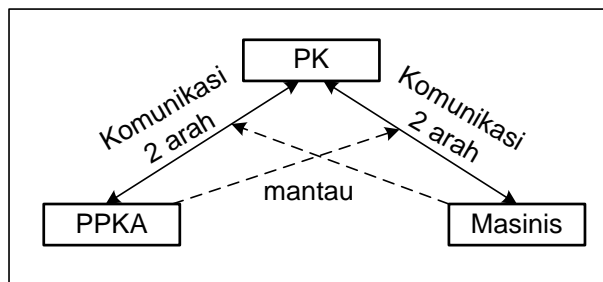 PK
Komunikasi
2 arah
Komunikasi
2 arah
mantau
PPKA
Masinis